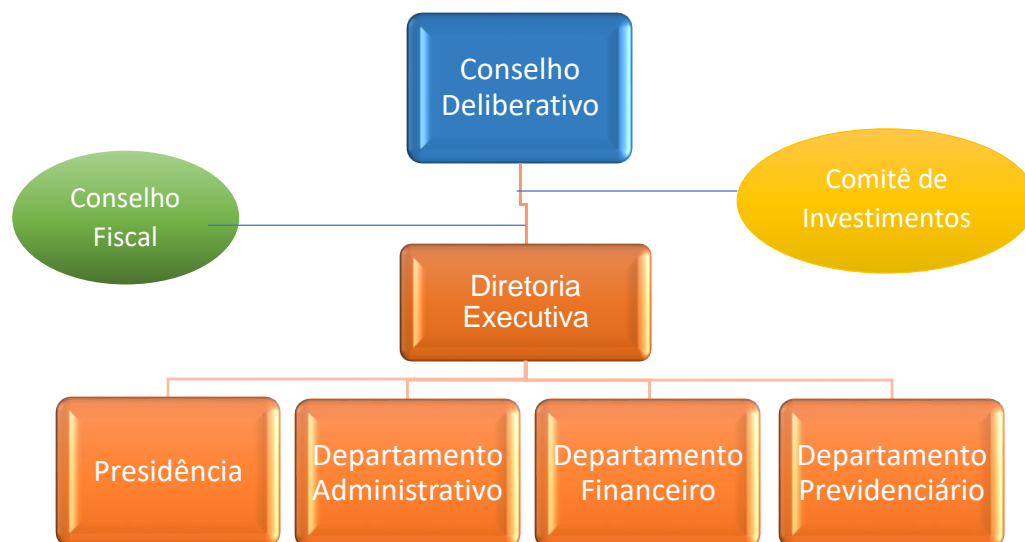 Conselho
Deliberativo
Conselho
Fiscal
Comitê de
Investimentos
Diretoria
Executiva
Presidência
Departamento
Administrativo
Departamento
Financeiro
Departamento
Previdenciário